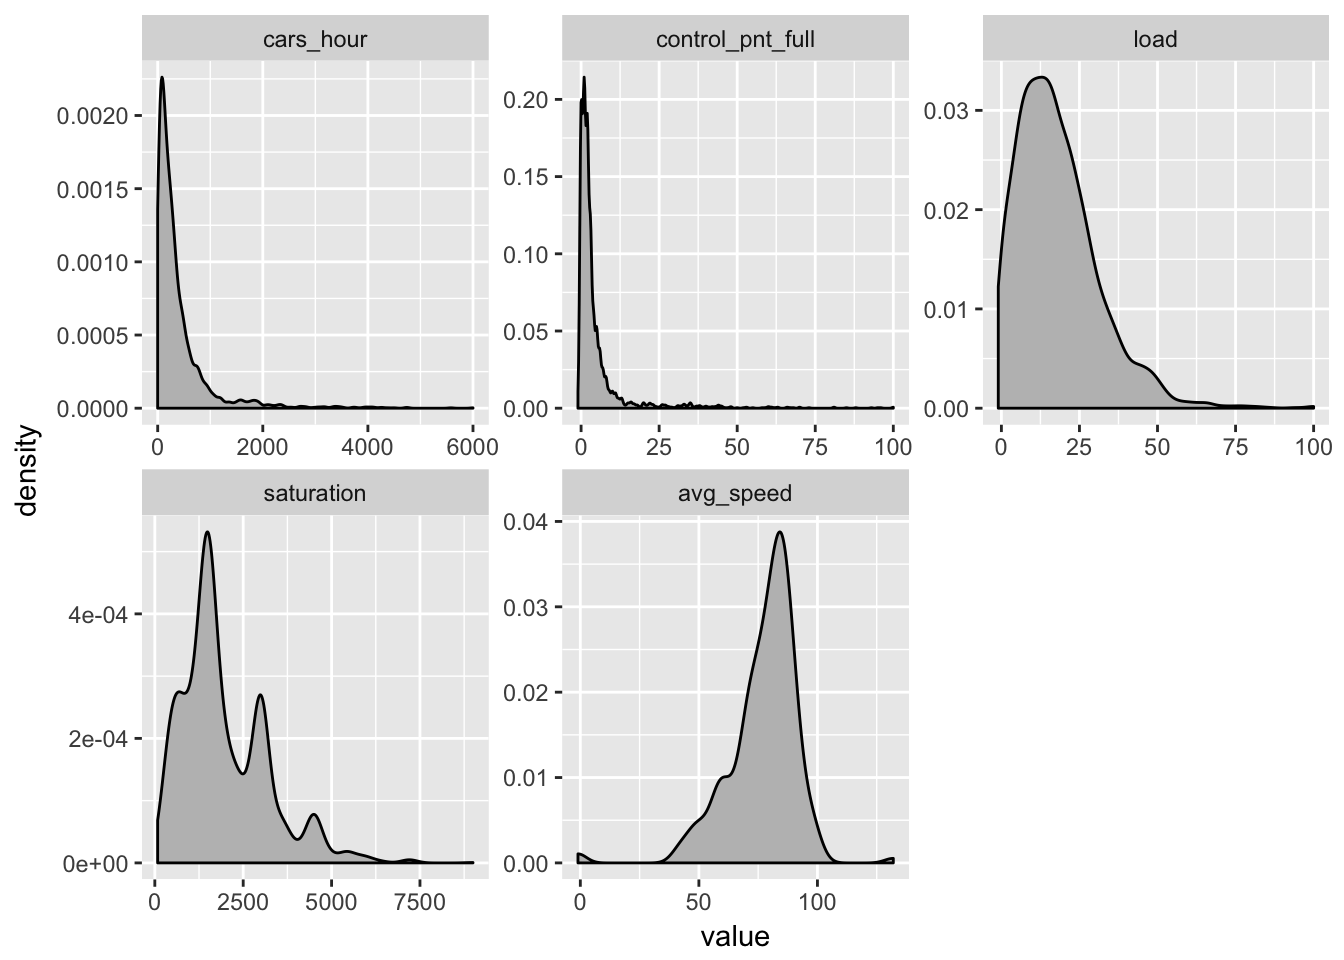 cars_hour
control_pnt_full
load
0.0020
0.0015
0.0010
0.0005
0.0000
0.20
0.15
0.10
0.05
0.00
0.03
0.02
0.01
0.00
0 2000 4000 6000
0 25 50 75 100
0 25 50 75 100
saturation
avg_speed
4e-04
2e-04
0e+00
0.04
0.03
0.02
0.01
0.00
0 2500 5000 7500
0 50 100
density
value